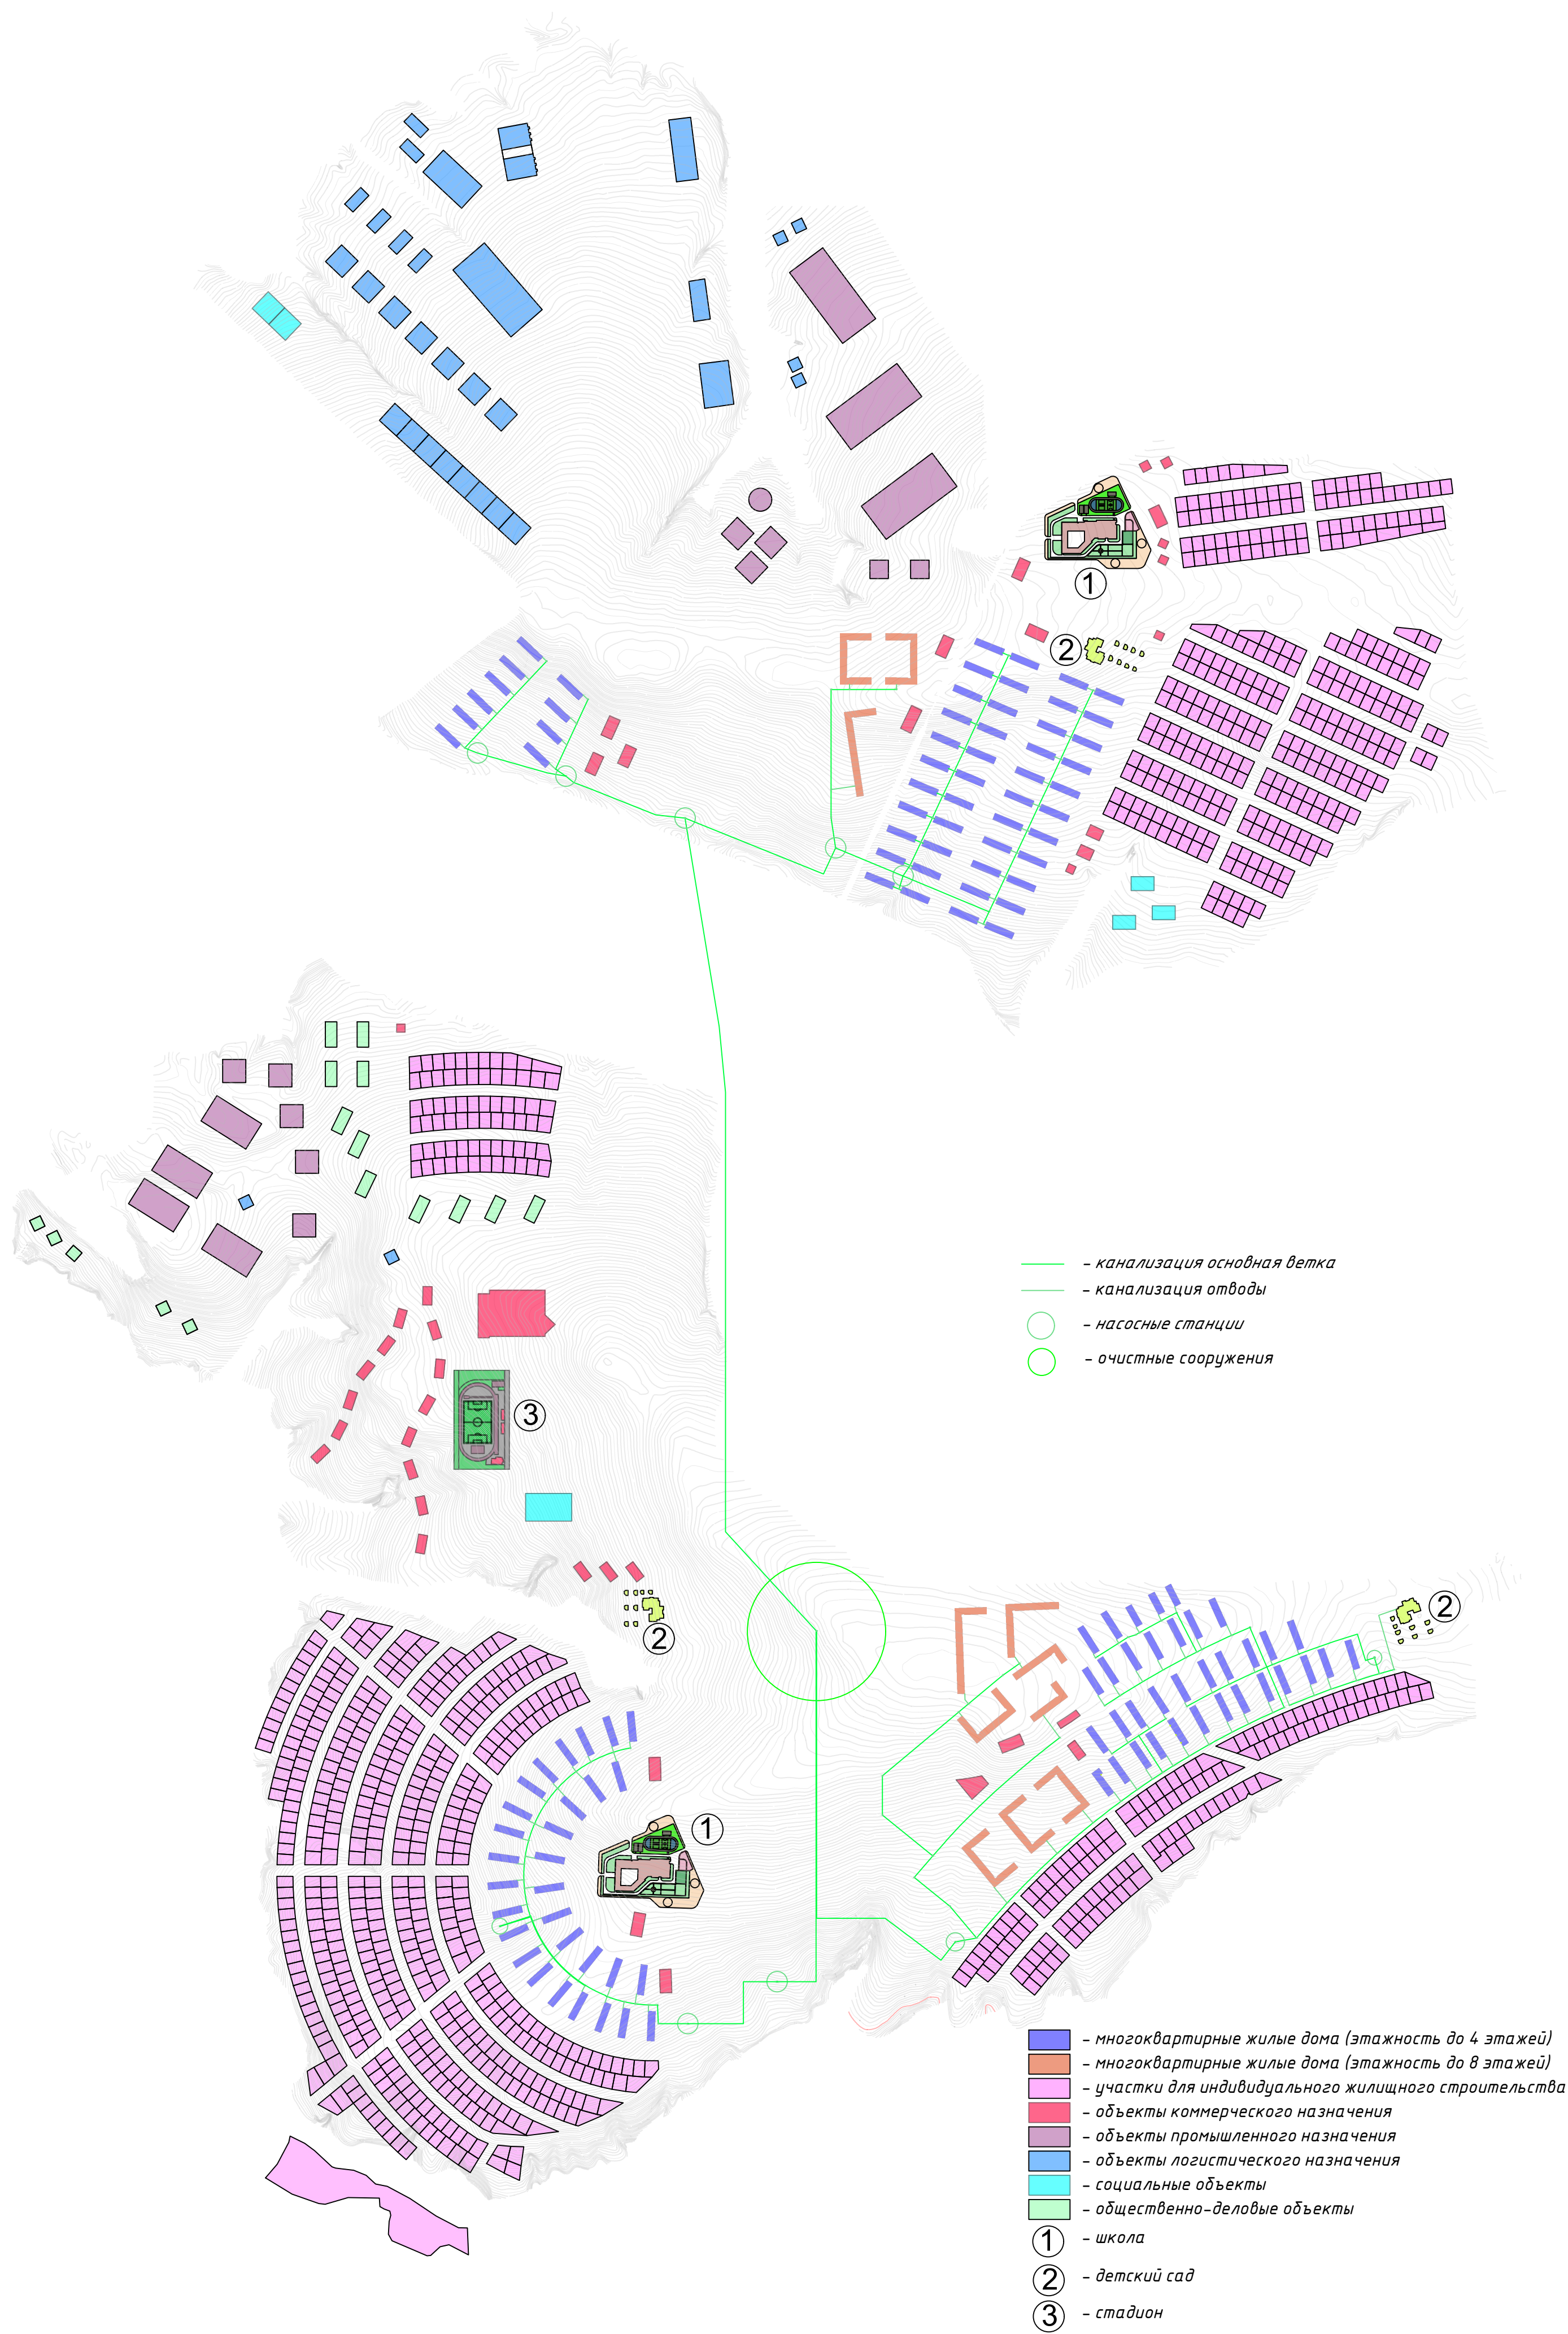 1
2
- канализация основная ветка
- канализация отводы
- насосные станции
- очистные сооружения
3
2
2
1
- многоквартирные жилые дома (этажность до 4 этажей)
- многоквартирные жилые дома (этажность до 8 этажей)
- участки для индивидуального жилищного строительства
- объекты коммерческого назначения
- объекты промышленного назначения
- объекты логистического назначения
- социальные объекты
- общественно-деловые объекты
1 - школа
2 - детский сад
3 - стадион